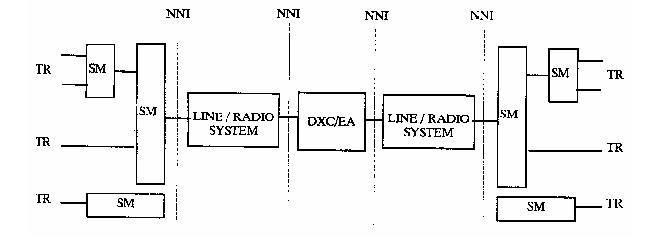 NNI NNI NNI NNI
TR SM SM TR
SM SM
LINE / RADIO SYSTEM DXC/EA LINE / RADIO SYSTEM
TR TR
TR SM SM TR